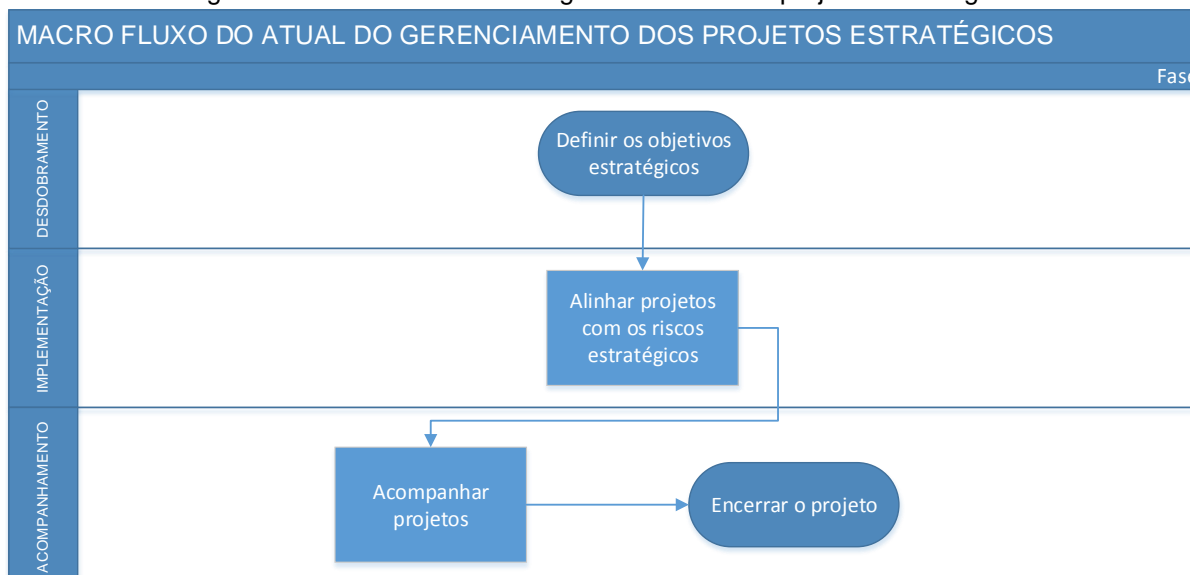 MACRO FLUXO DO ATUAL DO GERENCIAMENTO DOS PROJETOS ESTRATÉGICOS
DESDOBRAMENTO
Definir os objetivos
estratégicos
IMPLEMENTAÇÃO
Alinhar projetos
com os riscos
estratégicos
ACOMPANHAMENTO
Acompanhar
projetos
Encerrar o projeto